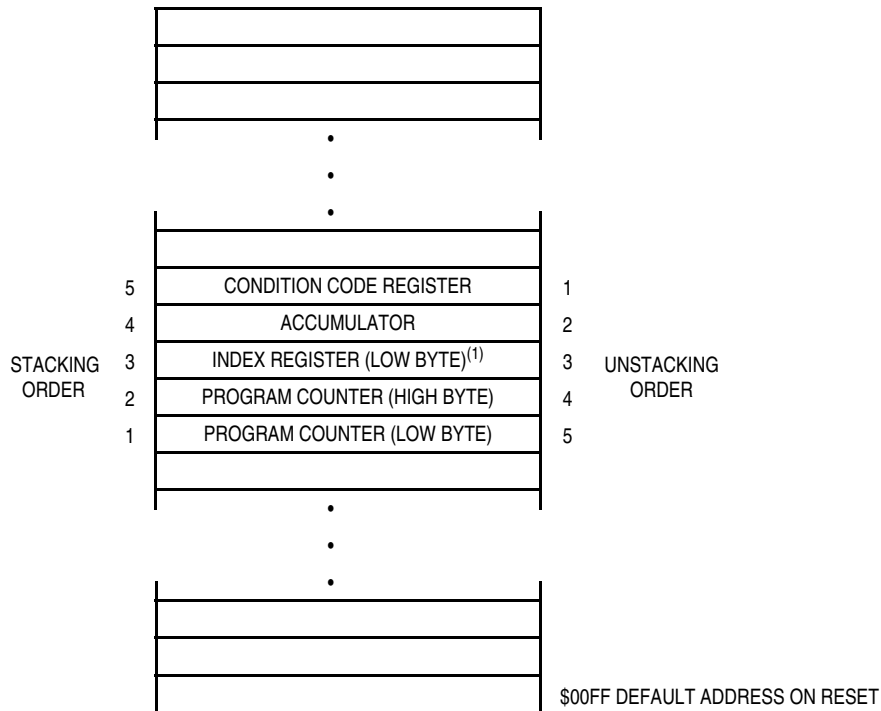 5 CONDITION CODE REGISTER 1
4 ACCUMULATOR 2
STACKING ORDER 3 INDEX REGISTER (LOW BYTE)(1) 3 UNSTACKING ORDER
2 PROGRAM COUNTER (HIGH BYTE) 4
1 PROGRAM COUNTER (LOW BYTE) 5
$00FF DEFAULT ADDRESS ON RESET